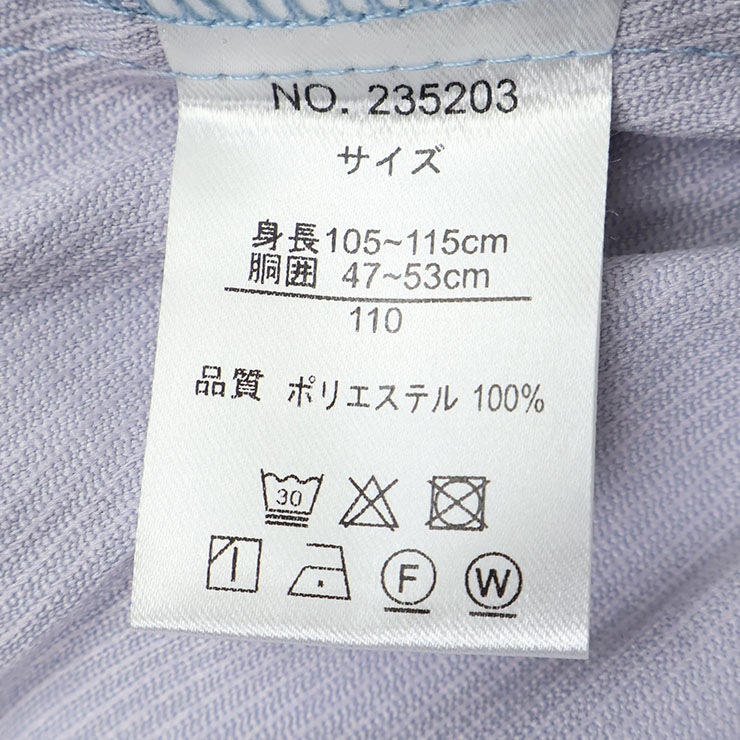 NO. 235203
サイズ
身長105~115cm
胴囲 47~53cm
110
品質 ポリエステル 100%
30
F W